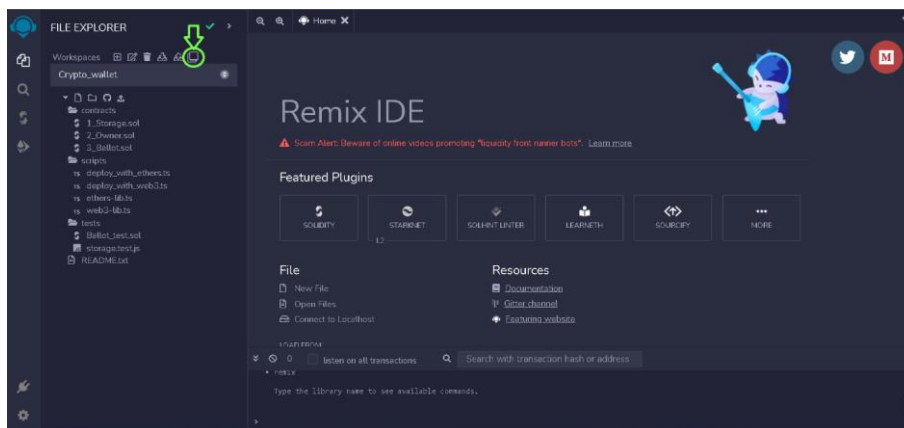 FILE EXPLORER
Workspaces
Crypto_wallet
contracts
1_Storage.sol
2_Owner.sol
3_Ballot.sol
scripts
deploy_with_ethers.ts
deploy_with_web3.ts
ethers-lib.ts
web3-lib.ts
tests
Ballot_test.sol
storage.test.js
README.txt
Home
Remix IDE
Scam Alert: Beware of online videos promoting "liquidity front runner bots". Learn more
Featured Plugins
SOLIDITY
STARKNET
L2
SOLHINT LINTER
LEARNETH
SOURCIFY
MORE
File
New File
Open Files
Connect to Localhost
LOAD FROM
Resources
Documentation
Gitter channel
Featuring website
0
listen on all transactions
Search with transaction hash or address
remix
Type the library name to see available commands.
>